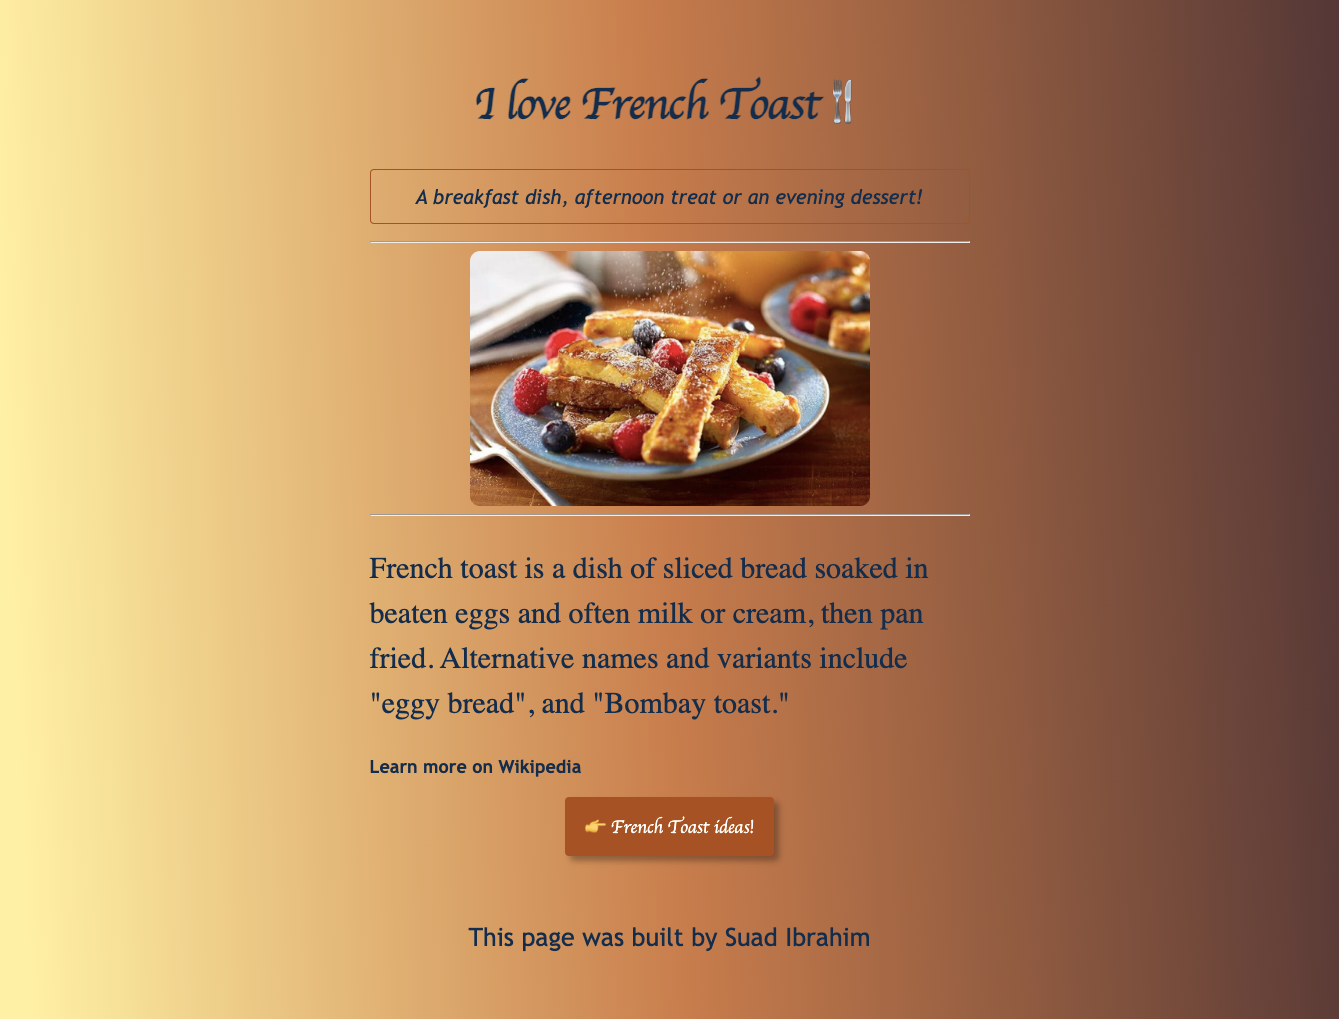 I love French Toast🍴
A breakfast dish, afternoon treat or an evening dessert!
French toast is a dish of sliced bread soaked in
beaten eggs and often milk or cream, then pan
fried. Alternative names and variants include
"eggy bread", and "Bombay toast."
Learn more on Wikipedia
👉 French Toast ideas!
This page was built by Suad Ibrahim